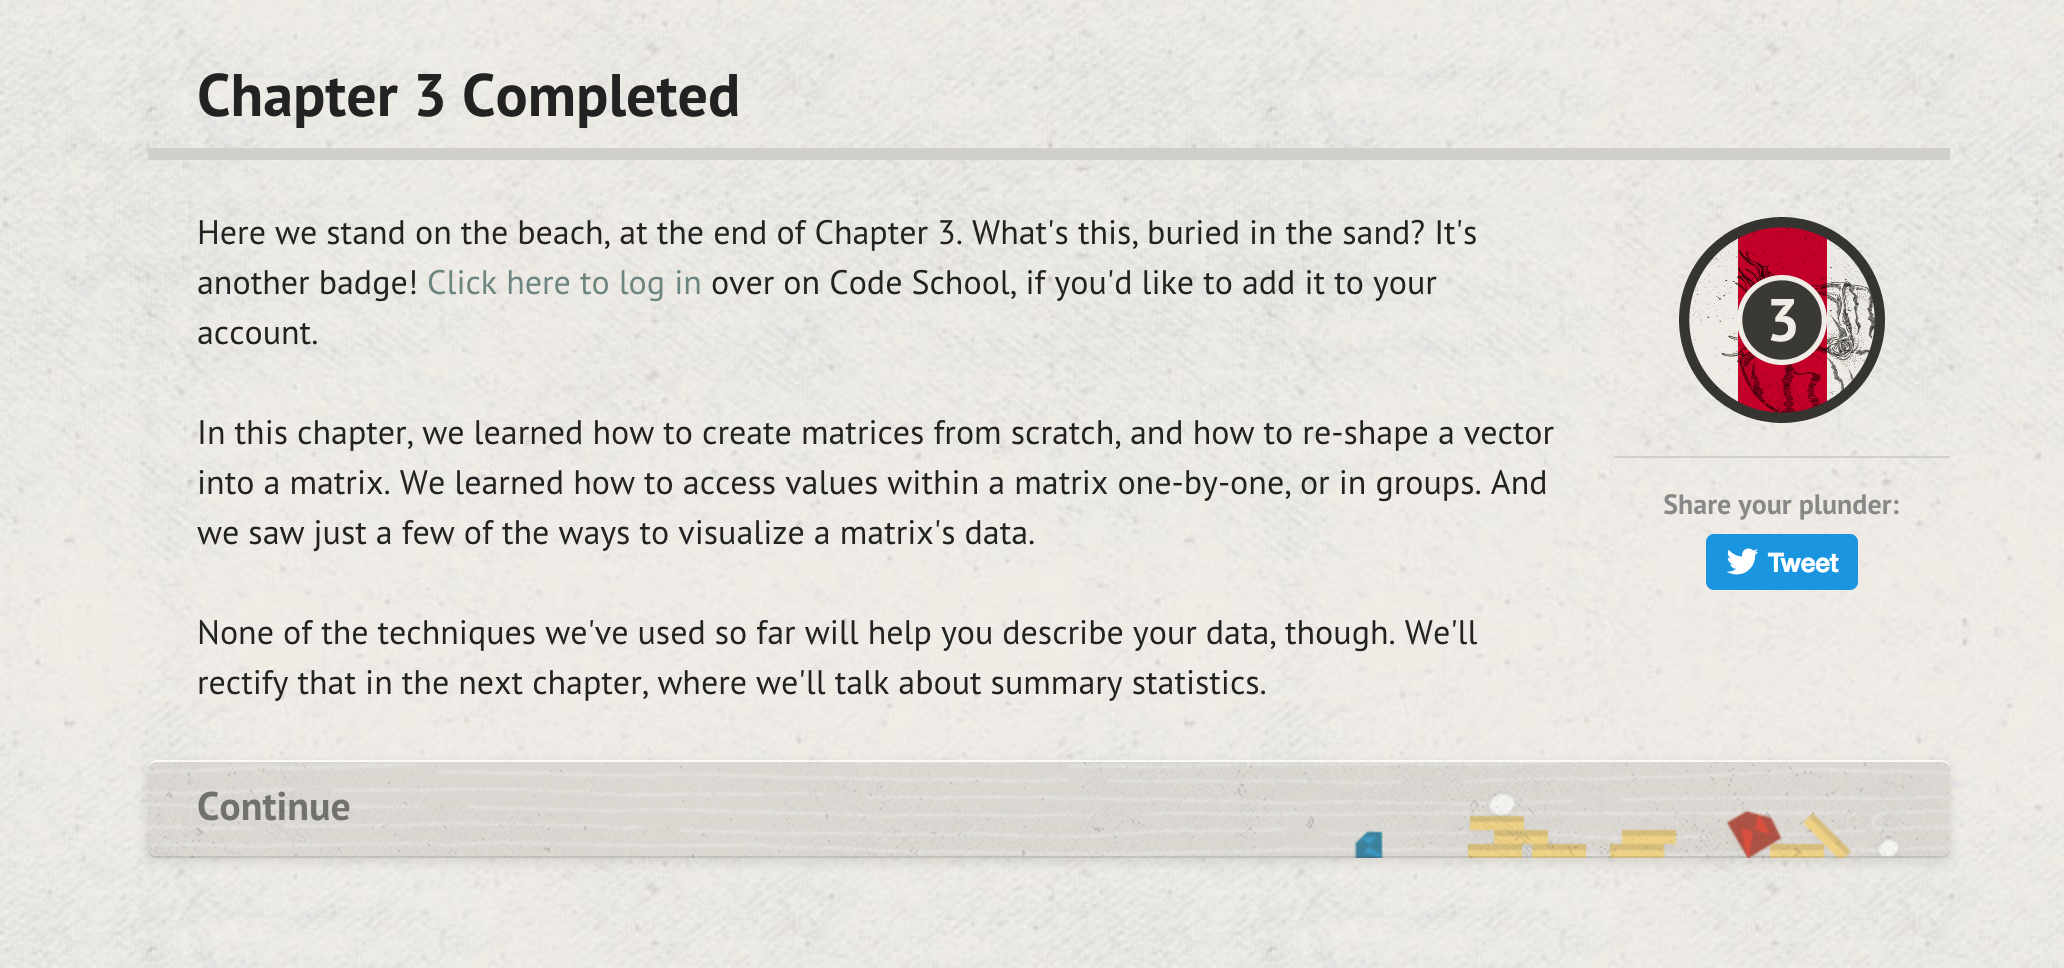 Chapter 3 Completed
Here we stand on the beach, at the end of Chapter 3. What's this, buried in the sand? It's
another badge! Click here to log in over on Code School, if you'd like to add it to your
account.
In this chapter, we learned how to create matrices from scratch, and how to re-shape a vector
into a matrix. We learned how to access values within a matrix one-by-one, or in groups. And
we saw just a few of the ways to visualize a matrix's data.
None of the techniques we've used so far will help you describe your data, though. We'll
rectify that in the next chapter, where we'll talk about summary statistics.
3
Share your plunder:
Tweet
Continue